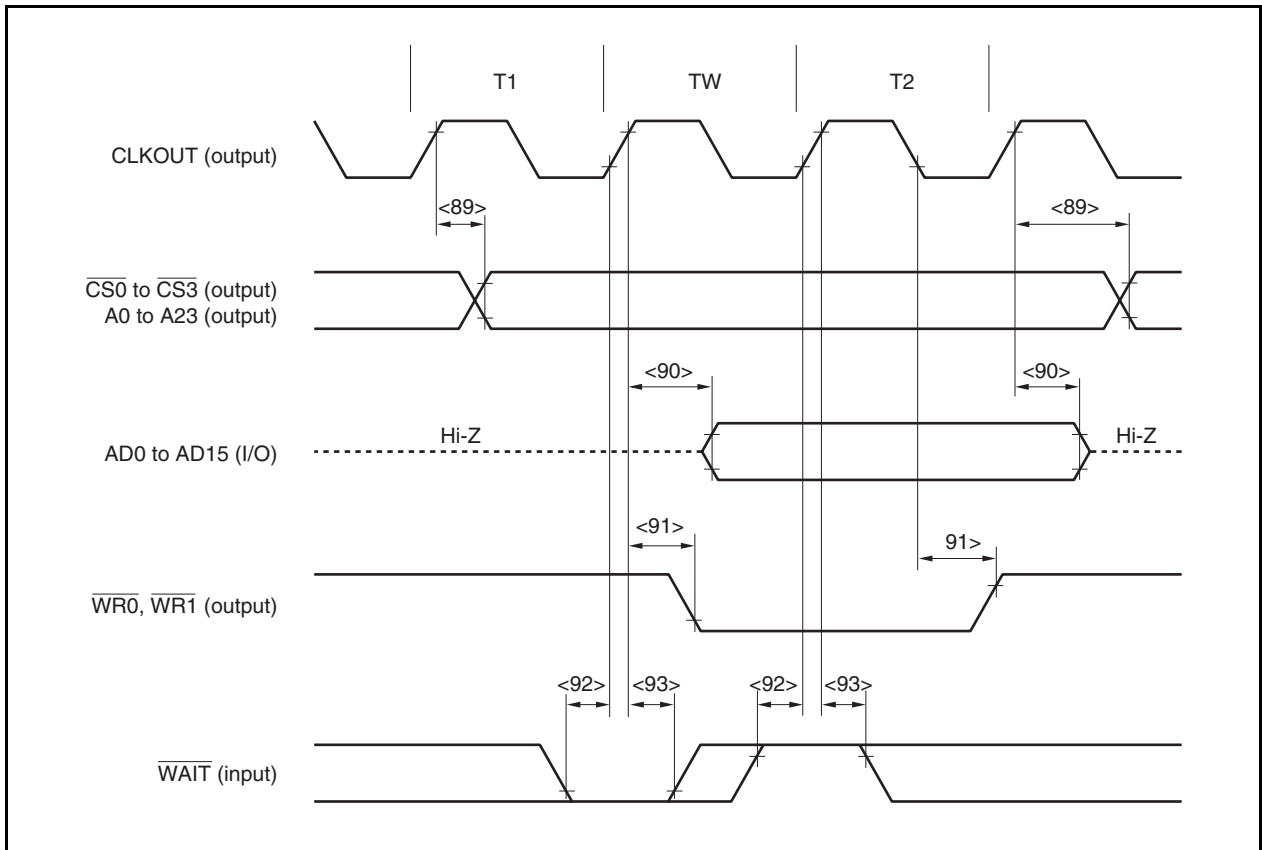 T1 TW T2
CLKOUT (output)
<89> <89>
CS0 to CS3 (output)
A0 to A23 (output)
<90> <90>
Hi-Z Hi-Z
AD0 to AD15 (I/O)
<91> 91>
WR0, WR1 (output)
<92> <93> <92> <93>
WAIT (input)